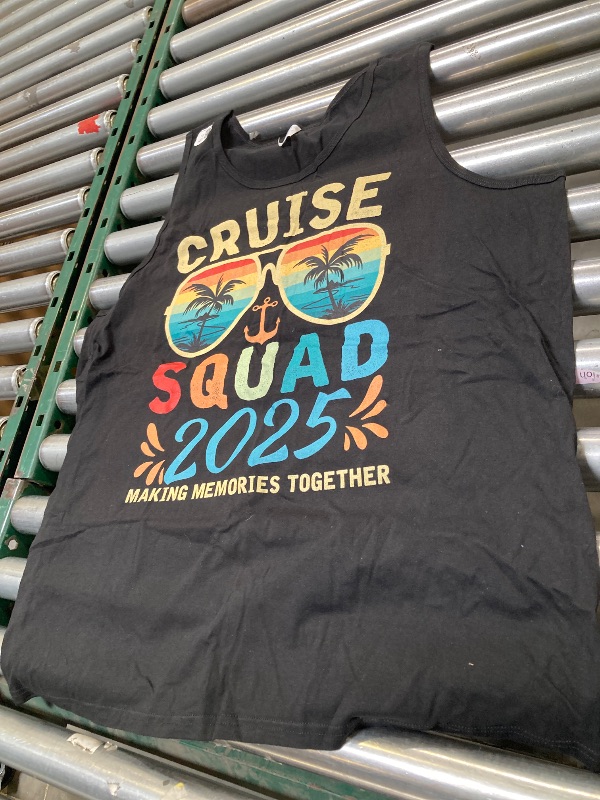 CRUISE
SQUAD
2025
MAKING MEMORIES TOGETHER